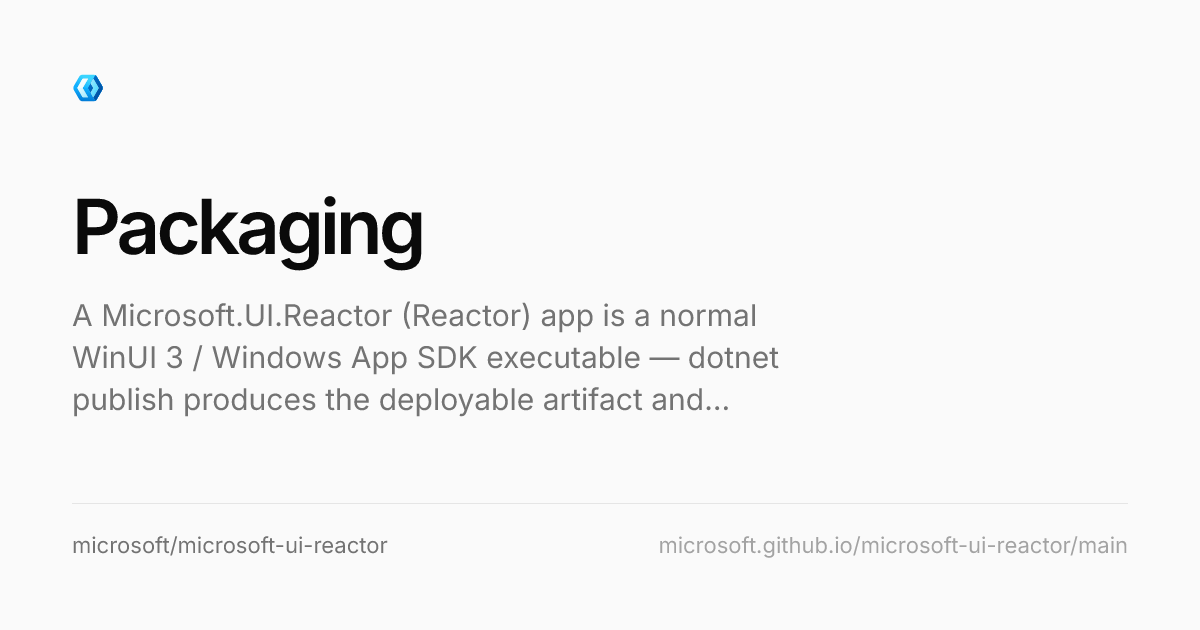 Packaging
A Microsoft.UI.Reactor (Reactor) app is a normal
WinUI 3 / Windows App SDK executable — dotnet
publish produces the deployable artifact and...
microsoft/microsoft-ui-reactor
microsoft.github.io/microsoft-ui-reactor/main